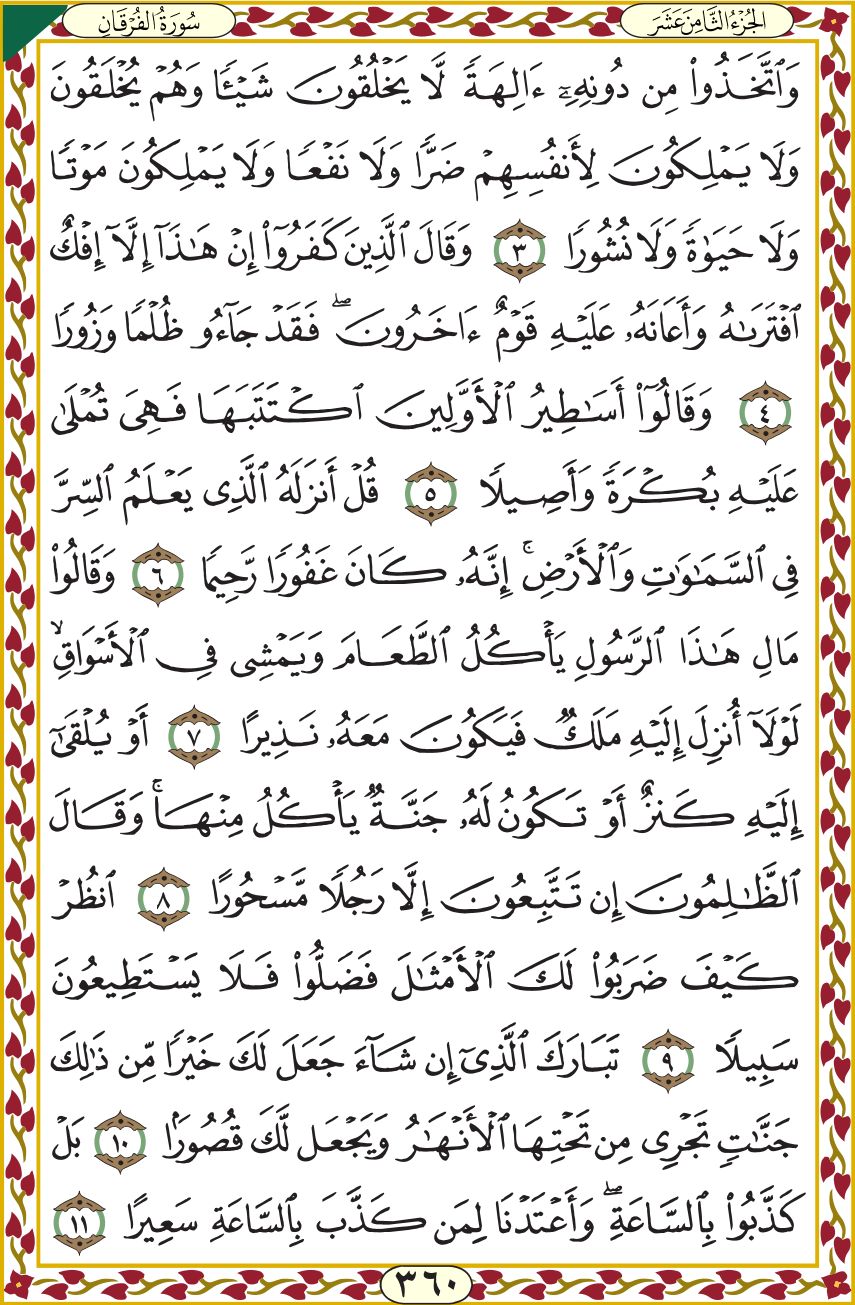 الجُزْءُ الثَّامِنَ عَشَرَ
سُورَةُ الفُرْقَانِ
وَٱتَّخَذُوا۟ مِن دُونِهِۦٓ ءَالِهَةً لَّا يَخْلُقُونَ شَيْـًٔا وَهُمْ يُخْلَقُونَ
وَلَا يَمْلِكُونَ لِأَنفُسِهِمْ ضَرًّا وَلَا نَفْعًا وَلَا يَمْلِكُونَ مَوْتًا
وَلَا حَيَوٰةً وَلَا نُشُورًا ٣ وَقَالَ ٱلَّذِينَ كَفَرُوٓا۟ إِنْ هَـٰذَآ إِلَّآ إِفْكٌ
ٱفْتَرَىٰهُ وَأَعَانَهُۥ عَلَيْهِ قَوْمٌ ءَاخَرُونَ ۖ فَقَدْ جَآءُو ظُلْمًا وَزُورًا
٤ وَقَالُوٓا۟ أَسَـٰطِيرُ ٱلْأَوَّلِينَ ٱكْتَتَبَهَا فَهِىَ تُمْلَىٰ
عَلَيْهِ بُكْرَةً وَأَصِيلًا ٥ قُلْ أَنزَلَهُ ٱلَّذِى يَعْلَمُ ٱلسِّرَّ
فِى ٱلسَّمَـٰوَٰتِ وَٱلْأَرْضِ ۚ إِنَّهُۥ كَانَ غَفُورًا رَّحِيمًا ٦ وَقَالُوا۟
مَالِ هَـٰذَا ٱلرَّسُولِ يَأْكُلُ ٱلطَّعَامَ وَيَمْشِى فِى ٱلْأَسْوَاقِ ۙ
لَوْلَآ أُنزِلَ إِلَيْهِ مَلَكٌ فَيَكُونَ مَعَهُۥ نَذِيرًا ٧ أَوْ يُلْقَىٰٓ
إِلَيْهِ كَنزٌ أَوْ تَكُونُ لَهُۥ جَنَّةٌ يَأْكُلُ مِنْهَا ۚ وَقَالَ
ٱلظَّـٰلِمُونَ إِن تَتَّبِعُونَ إِلَّا رَجُلًا مَّسْحُورًا ٨ ٱنظُرْ
كَيْفَ ضَرَبُوا۟ لَكَ ٱلْأَمْثَـٰلَ فَضَلُّوا۟ فَلَا يَسْتَطِيعُونَ
سَبِيلًا ٩ تَبَارَكَ ٱلَّذِىٓ إِن شَآءَ جَعَلَ لَكَ خَيْرًا مِّن ذَٰلِكَ
جَنَّـٰتٍ تَجْرِى مِن تَحْتِهَا ٱلْأَنْهَـٰرُ وَيَجْعَل لَّكَ قُصُورًۢا ١٠ بَلْ
كَذَّبُوا۟ بِٱلسَّاعَةِ ۖ وَأَعْتَدْنَا لِمَن كَذَّبَ بِٱلسَّاعَةِ سَعِيرًا ١١
٣٦٠